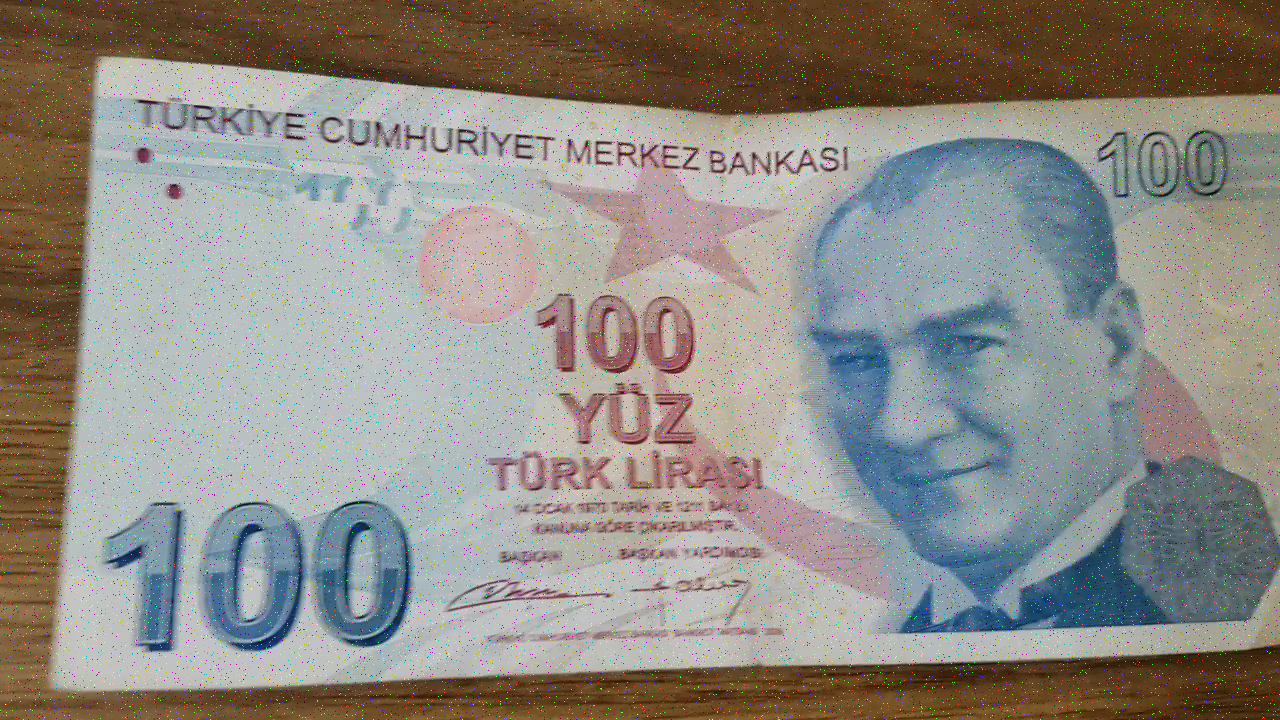 TÜRKİYE CUMHURİYET MERKEZ BANKASI
100
100
YÜZ
TÜRK LİRASI
14 OCAK 1970 TARİH VE 1211 SAYILI
KANUNA GÖRE ÇIKARILMIŞTIR.
BAŞKAN BAŞKAN YARDIMCISI
100